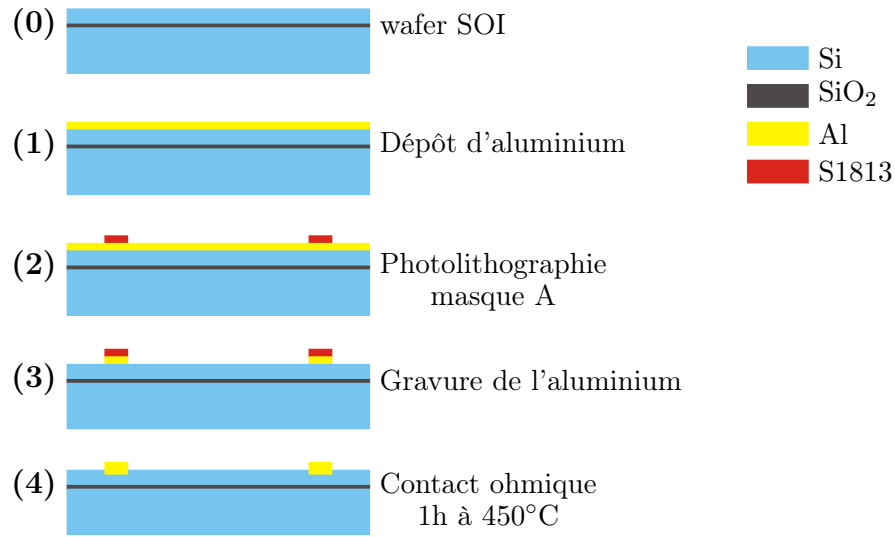 (0) wafer SOI
(1) Dépôt d'aluminium
(2) Photolithographie
masque A
(3) Gravure de l'aluminium
(4) Contact ohmique
1h à 450°C
Si
SiO₂
Al
S1813